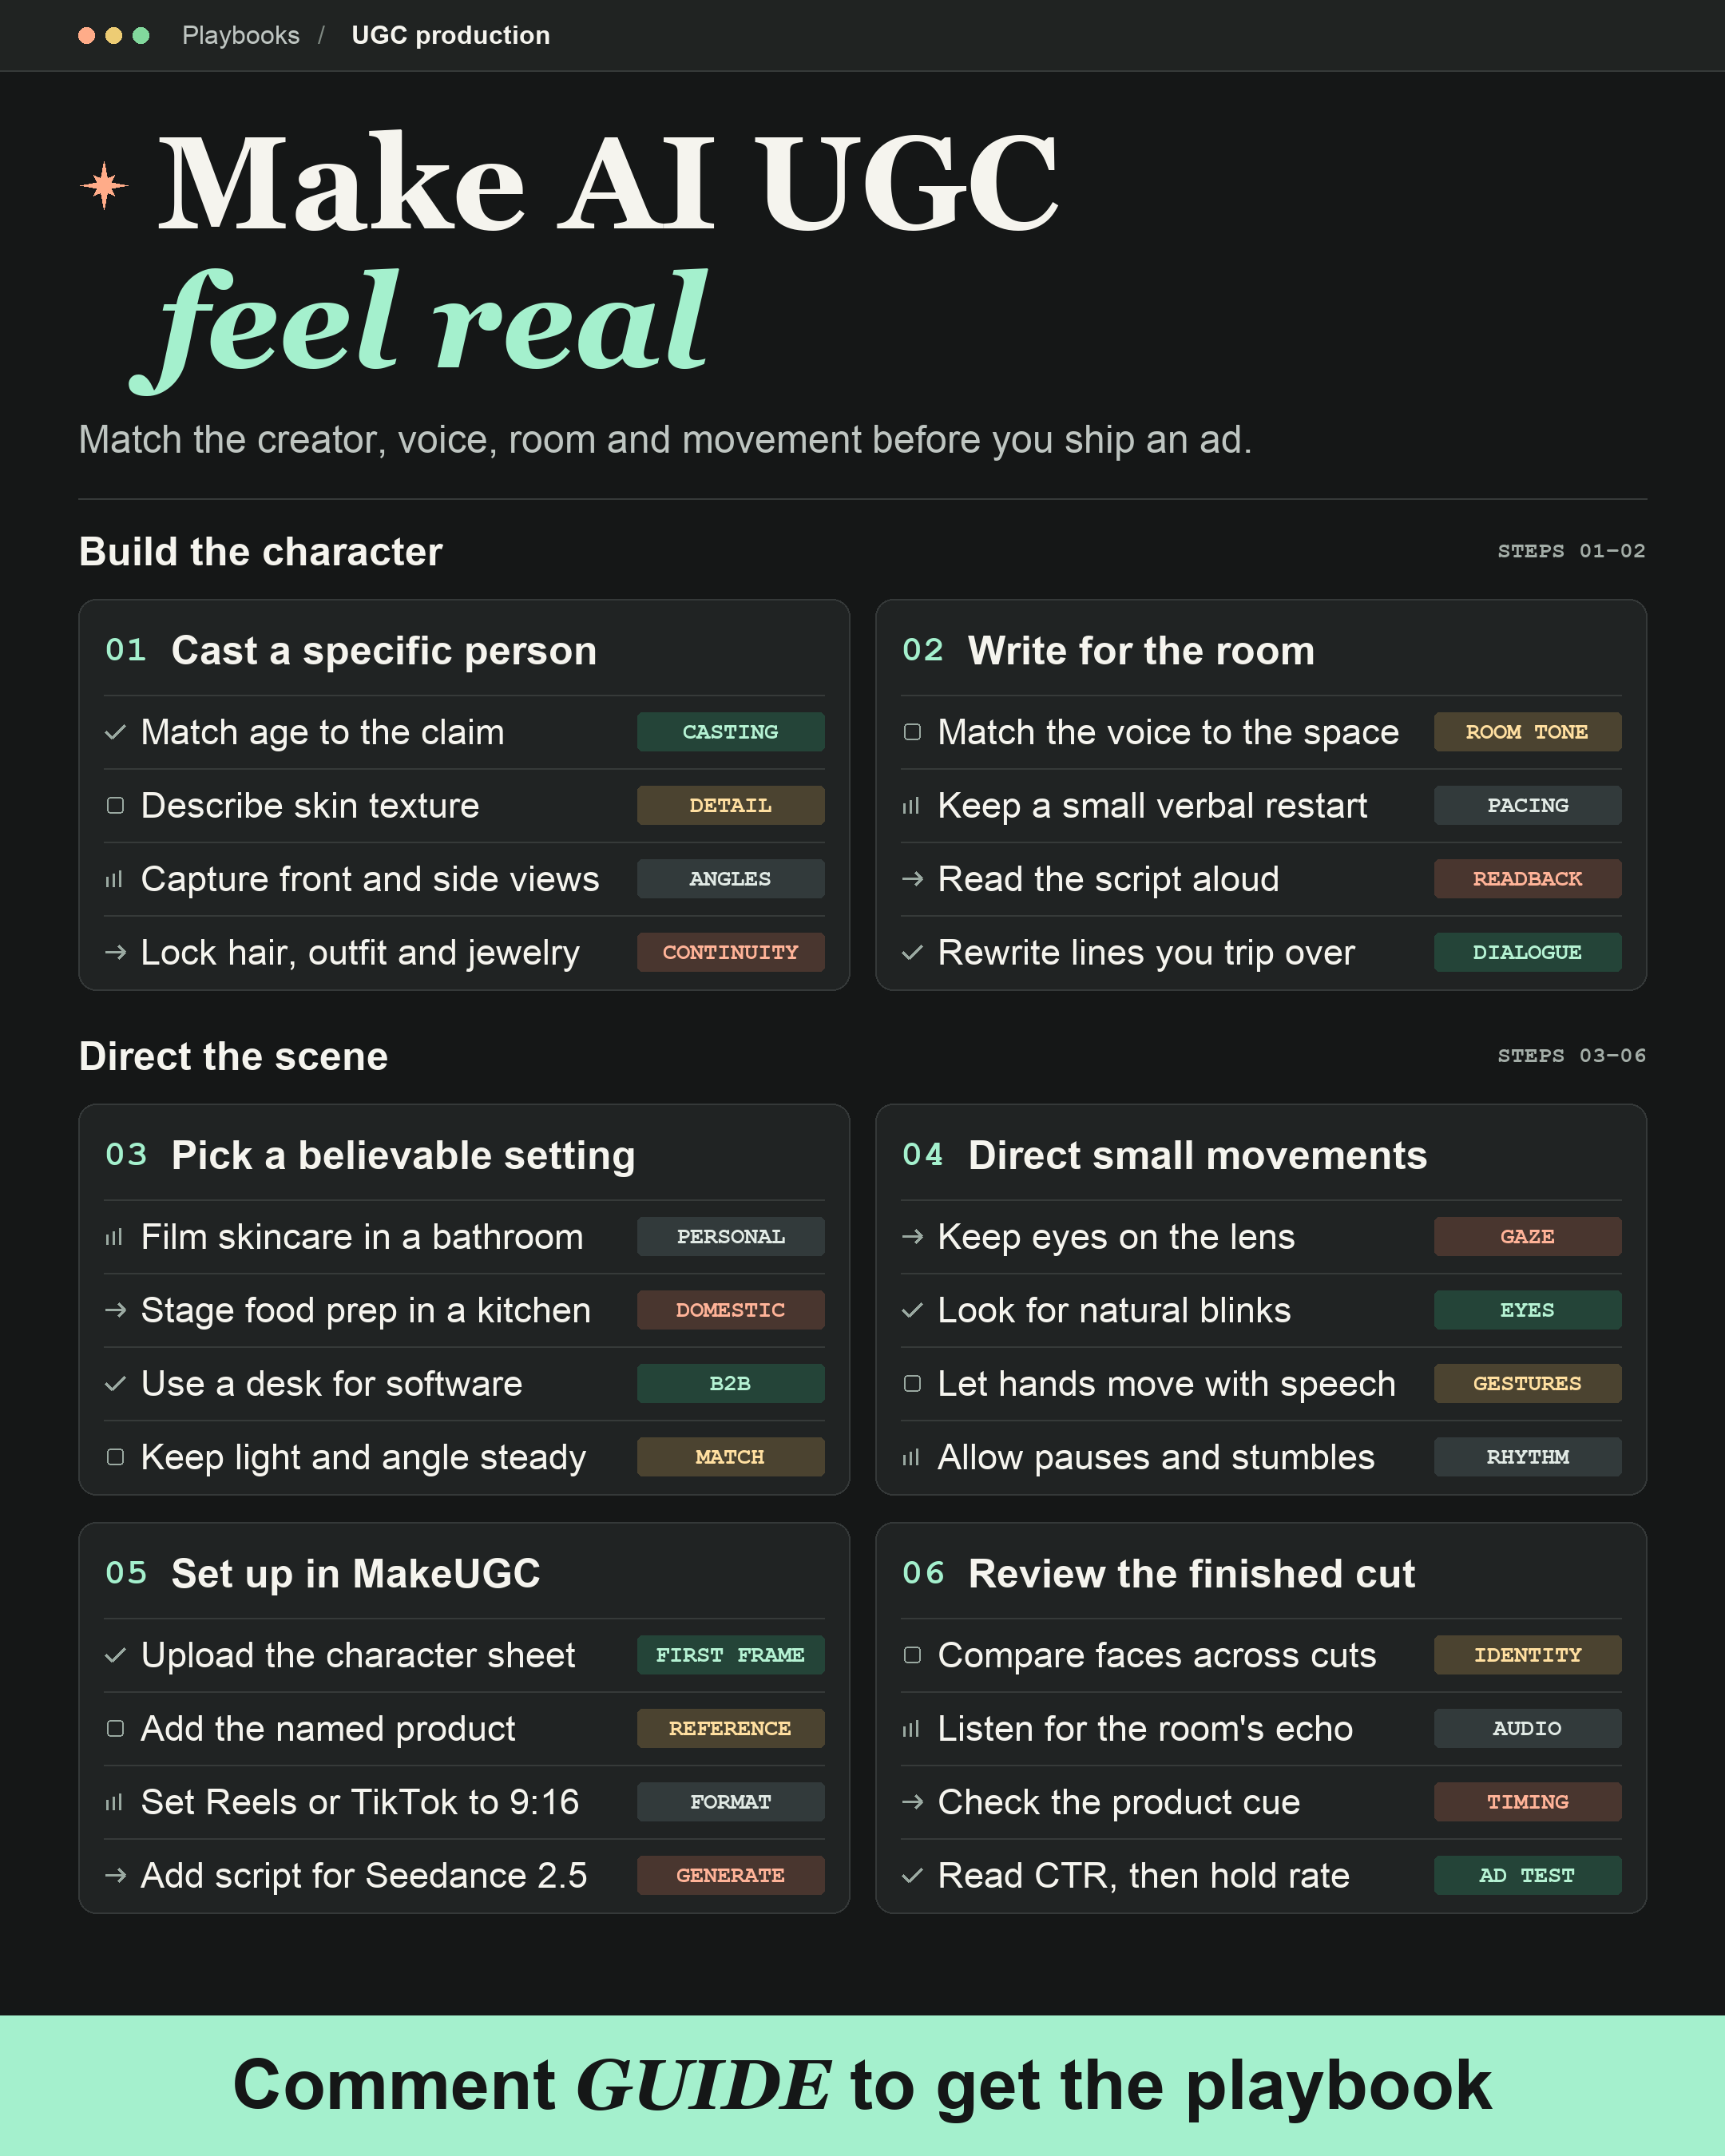 Playbooks / UGC production
Make AI UGC
feel real
Match the creator, voice, room and movement before you ship an ad.
Build the character
STEPS 01–02
01 Cast a specific person
Match age to the claim CASTING
Describe skin texture DETAIL
Capture front and side views ANGLES
Lock hair, outfit and jewelry CONTINUITY
02 Write for the room
Match the voice to the space ROOM TONE
Keep a small verbal restart PACING
Read the script aloud READBACK
Rewrite lines you trip over DIALOGUE
Direct the scene
STEPS 03–06
03 Pick a believable setting
Film skincare in a bathroom PERSONAL
Stage food prep in a kitchen DOMESTIC
Use a desk for software B2B
Keep light and angle steady MATCH
04 Direct small movements
Keep eyes on the lens GAZE
Look for natural blinks EYES
Let hands move with speech GESTURES
Allow pauses and stumbles RHYTHM
05 Set up in MakeUGC
Upload the character sheet FIRST FRAME
Add the named product REFERENCE
Set Reels or TikTok to 9:16 FORMAT
Add script for Seedance 2.5 GENERATE
06 Review the finished cut
Compare faces across cuts IDENTITY
Listen for the room's echo AUDIO
Check the product cue TIMING
Read CTR, then hold rate AD TEST
Comment GUIDE to get the playbook